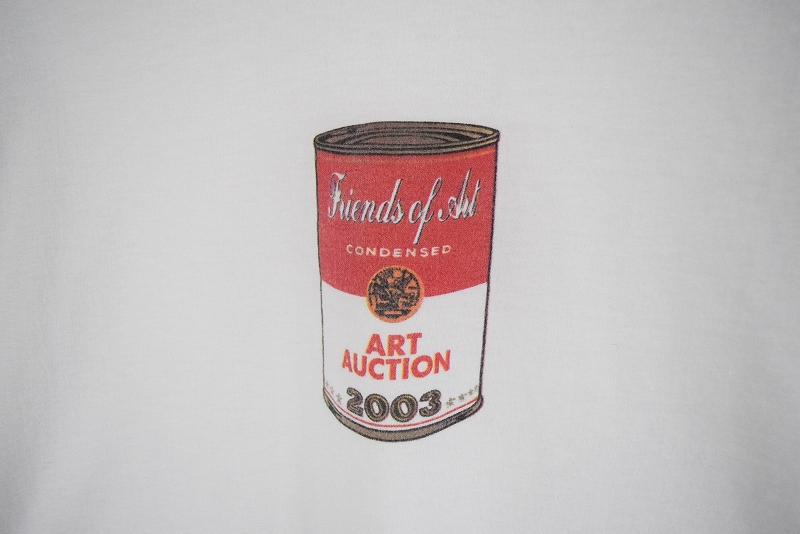 Friends of Art
CONDENSED
ART
AUCTION
2003